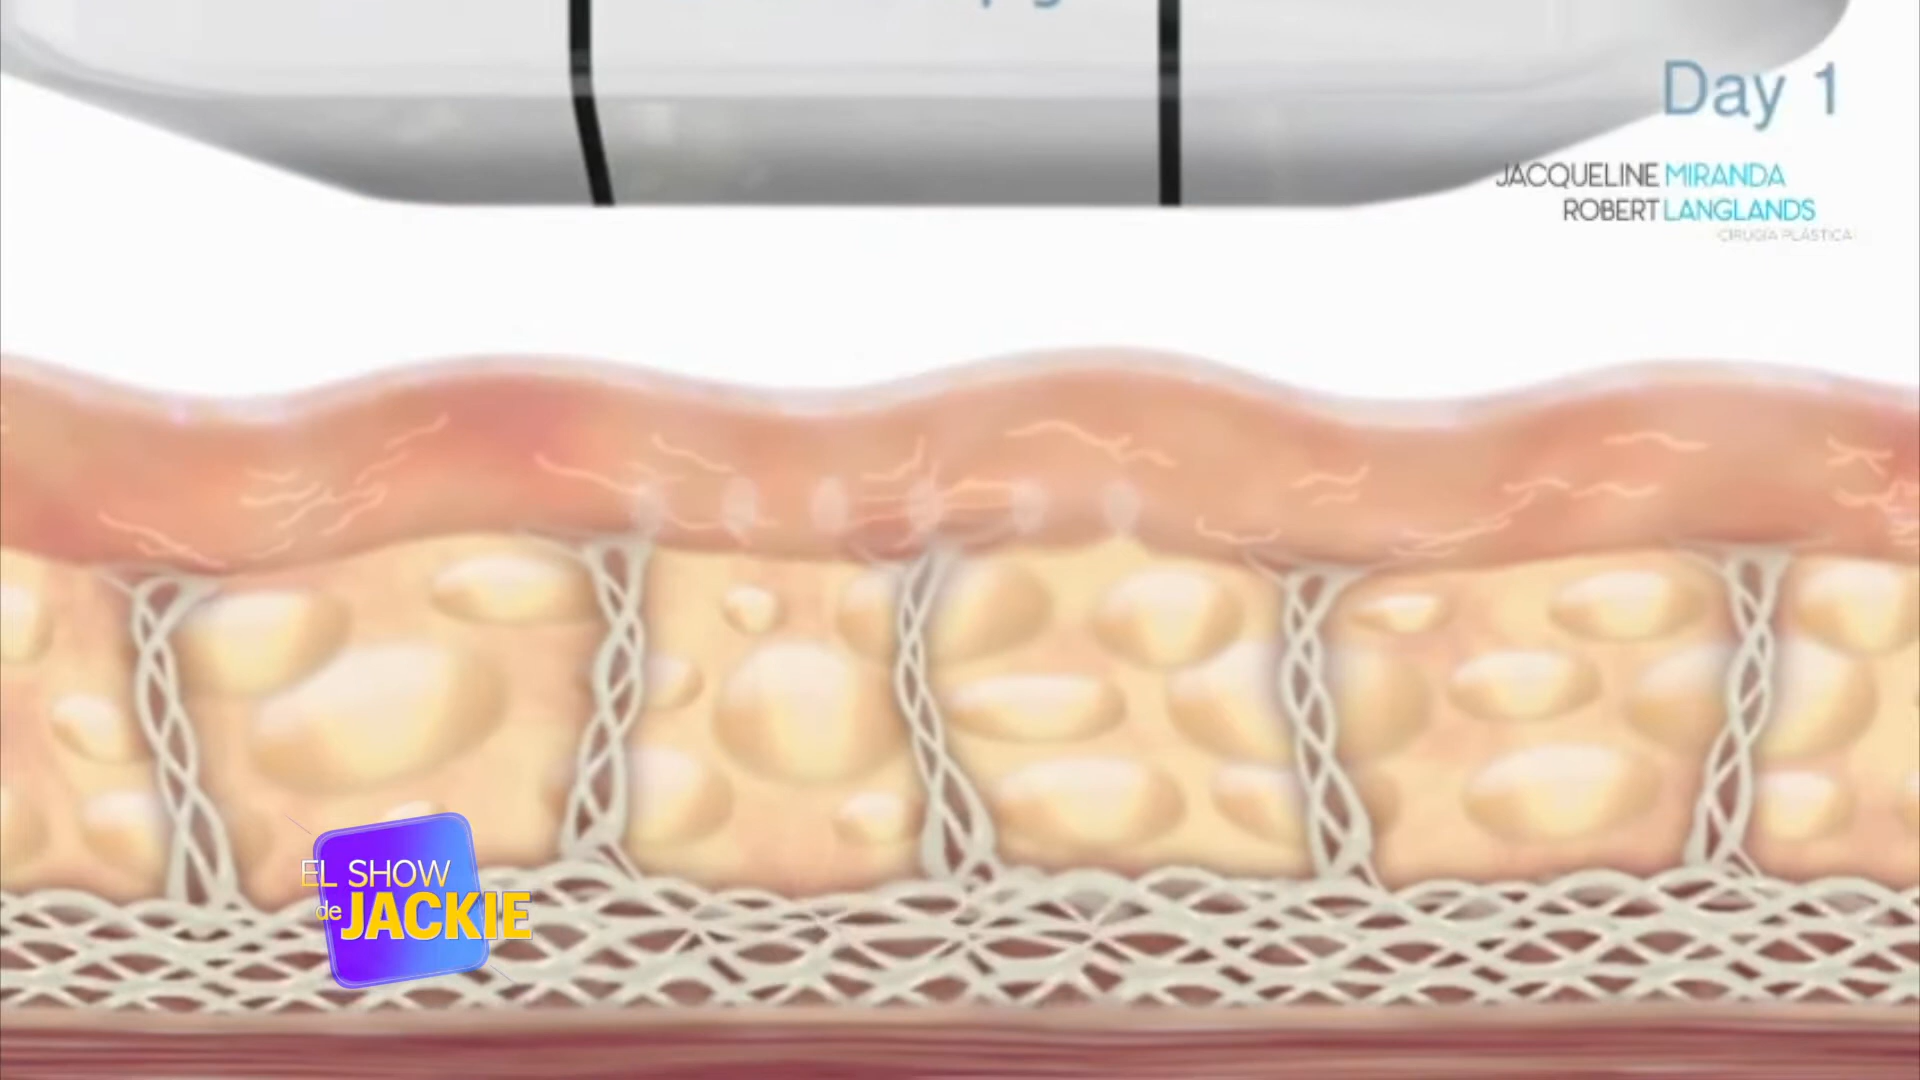 Day 1
JACQUELINE MIRANDA
ROBERT LANGLANDS
CIRUGÍA PLÁSTICA
EL SHOW
de JACKIE